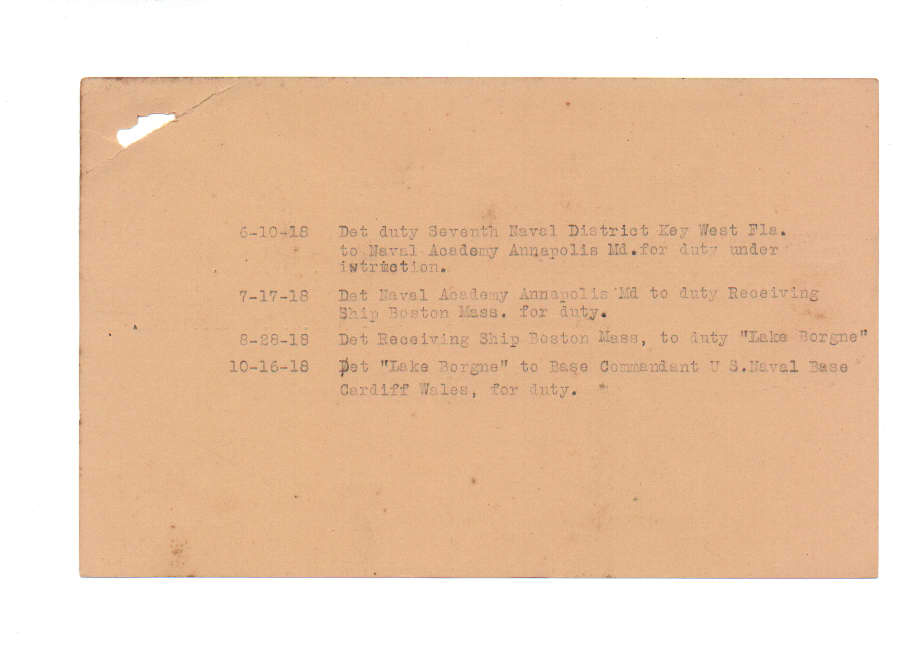 6-10-18 Det duty Seventh Naval District Key West Fla.
to Naval Academy Annapolis Md.for duty under
istruction.
7-17-18 Det Naval Academy Annapolis Md to duty Receiving
Ship Boston Mass. for duty.
8-28-18 Det Receiving Ship Boston Mass, to duty "Lake Borgne"
10-16-18 Det "Lake Borgne" to Base Commandant U S.Naval Base
Cardiff Wales, for duty.